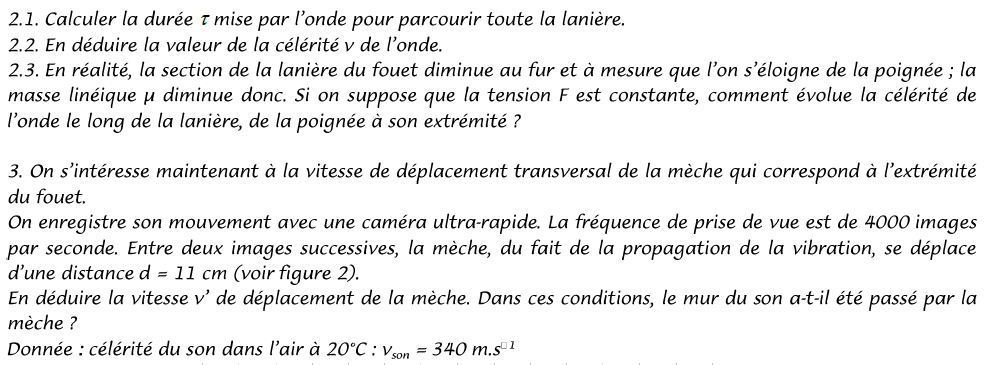 2.1. Calculer la durée τ mise par l’onde pour parcourir toute la lanière.
2.2. En déduire la valeur de la célérité v de l’onde.
2.3. En réalité, la section de la lanière du fouet diminue au fur et à mesure que l’on s’éloigne de la poignée ; la
masse linéique µ diminue donc. Si on suppose que la tension F est constante, comment évolue la célérité de
l’onde le long de la lanière, de la poignée à son extrémité ?
3. On s’intéresse maintenant à la vitesse de déplacement transversal de la mèche qui correspond à l’extrémité
du fouet.
On enregistre son mouvement avec une caméra ultra-rapide. La fréquence de prise de vue est de 4000 images
par seconde. Entre deux images successives, la mèche, du fait de la propagation de la vibration, se déplace
d’une distance d = 11 cm (voir figure 2).
En déduire la vitesse v’ de déplacement de la mèche. Dans ces conditions, le mur du son a-t-il été passé par la
mèche ?
Donnée : célérité du son dans l’air à 20°C : vson = 340 m.s□1